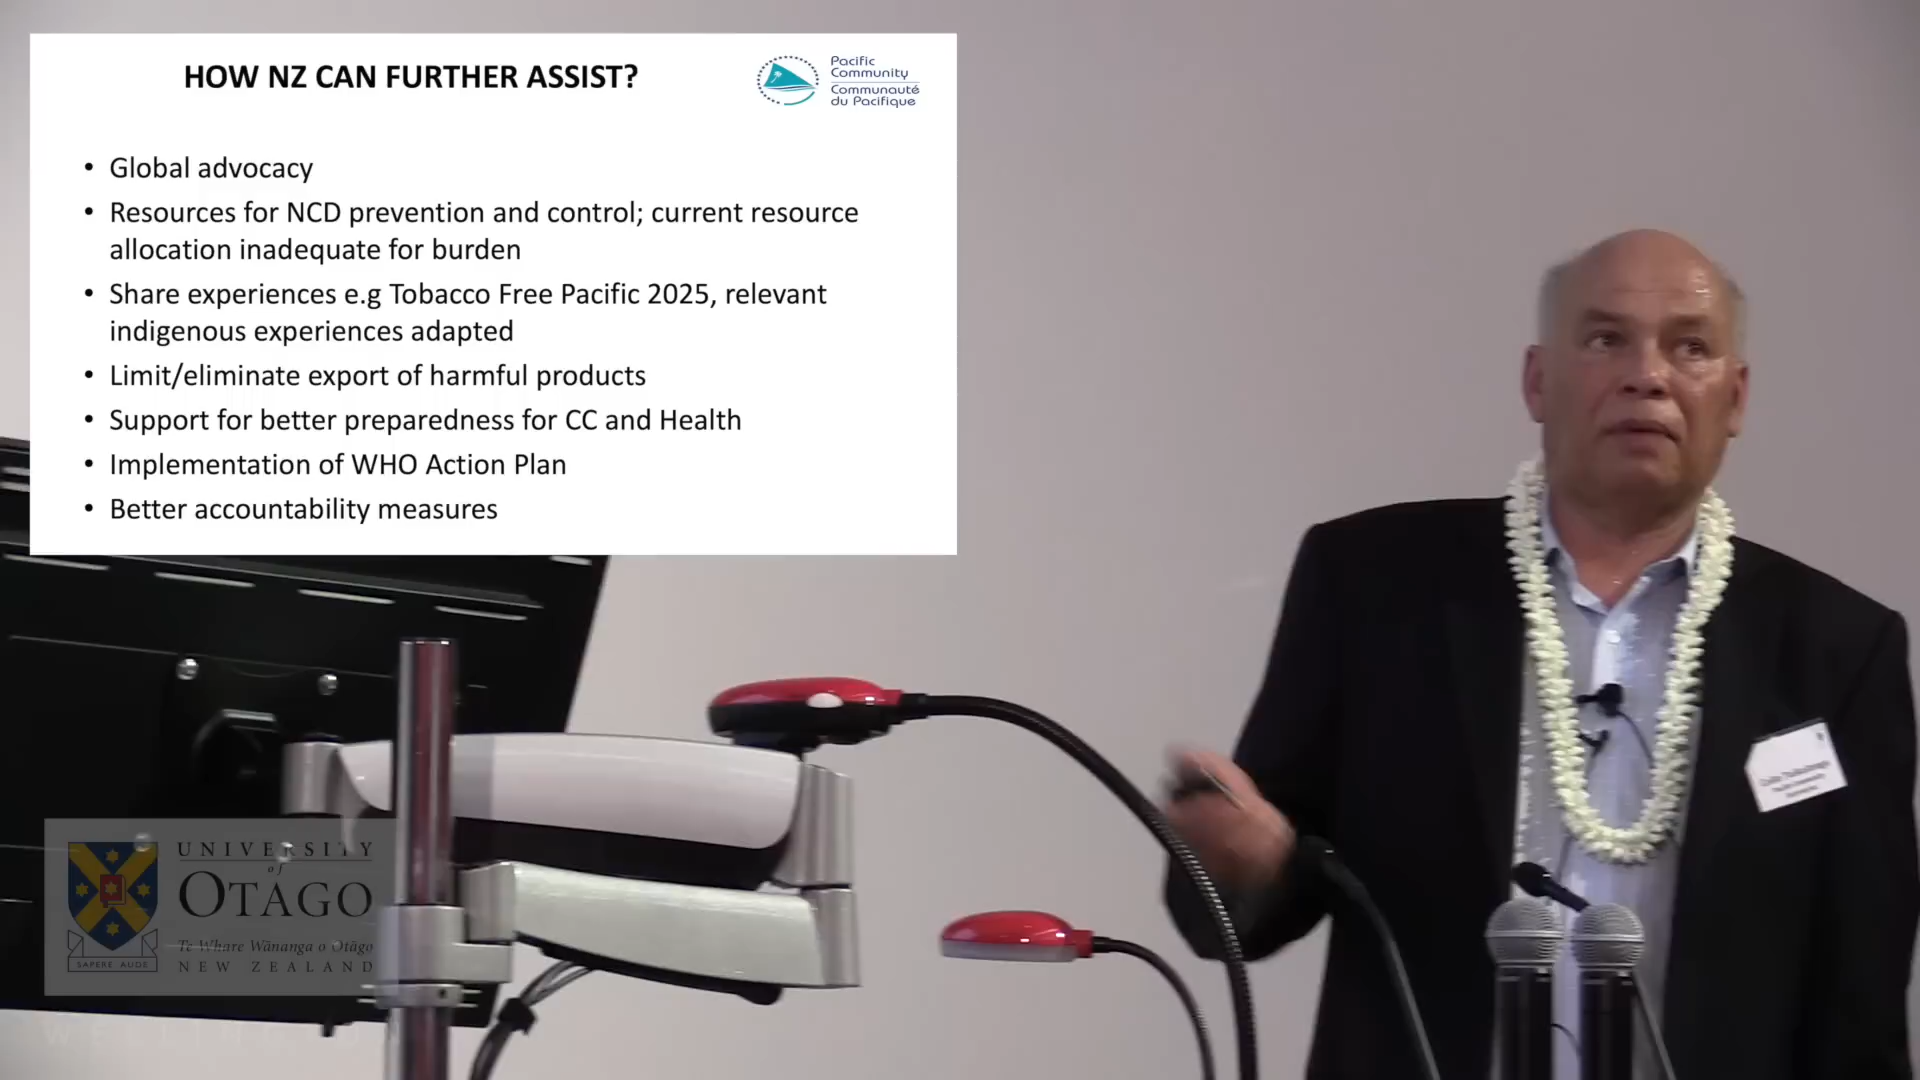 HOW NZ CAN FURTHER ASSIST?
Pacific
Community
Communauté
du Pacifique
• Global advocacy
• Resources for NCD prevention and control; current resource
allocation inadequate for burden
• Share experiences e.g Tobacco Free Pacific 2025, relevant
indigenous experiences adapted
• Limit/eliminate export of harmful products
• Support for better preparedness for CC and Health
• Implementation of WHO Action Plan
• Better accountability measures
UNIVERSITY
of
OTAGO
Te Whare Wānanga o Otāgo
NEW ZEALAND
SAPERE AUDE